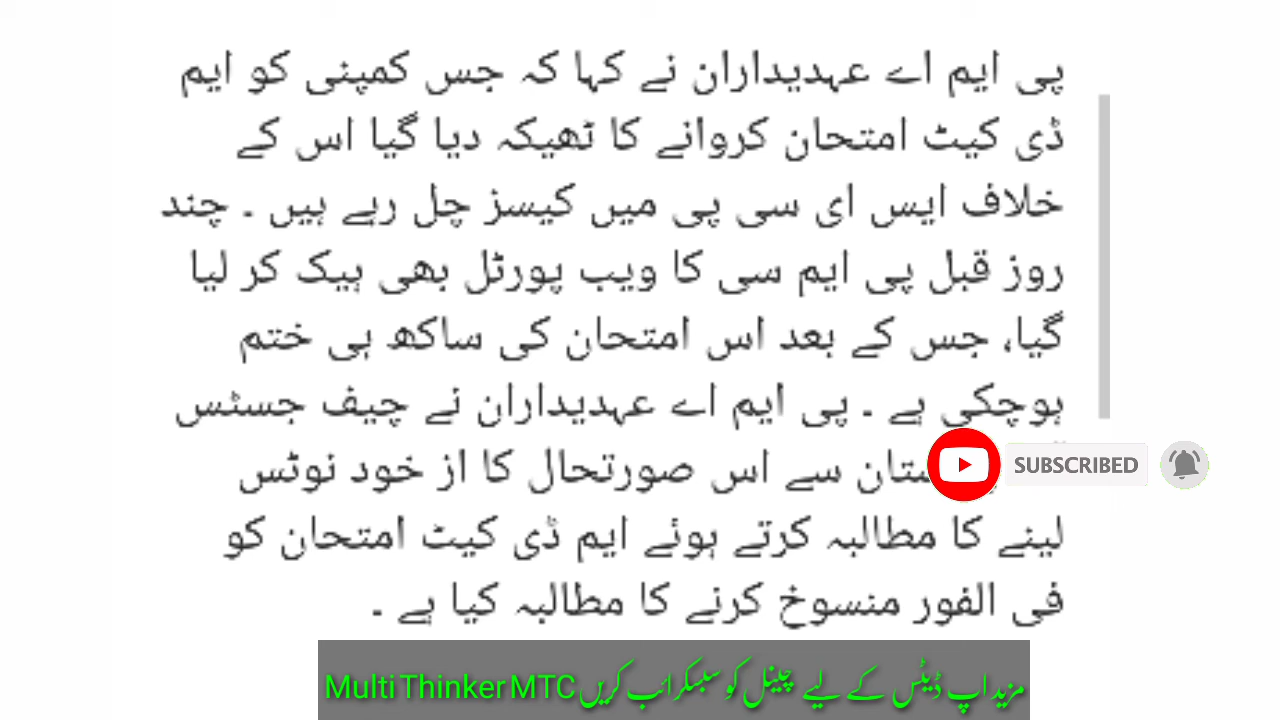 پی ایم اے عہدیداران نے کہا کہ جس کمپنی کو ایم
ڈی کیٹ امتحان کروانے کا ٹھیکہ دیا گیا اس کے
خلاف ایس ای سی پی میں کیسز چل رہے ہیں ۔ چند
روز قبل پی ایم سی کا ویب پورٹل بھی ہیک کر لیا
گیا، جس کے بعد اس امتحان کی ساکھ ہی ختم
ہوچکی ہے ۔ پی ایم اے عہدیداران نے چیف جسٹس
سے اس صورتحال کا از خود نوٹس
SUBSCRIBED
لینے کا مطالبہ کرتے ہوئے ایم ڈی کیٹ امتحان کو
فی الفور منسوخ کرنے کا مطالبہ کیا ہے ۔
مزید اپ ڈیٹس کے لیے چینل کو سبسکرائب کریں Multi Thinker MTC